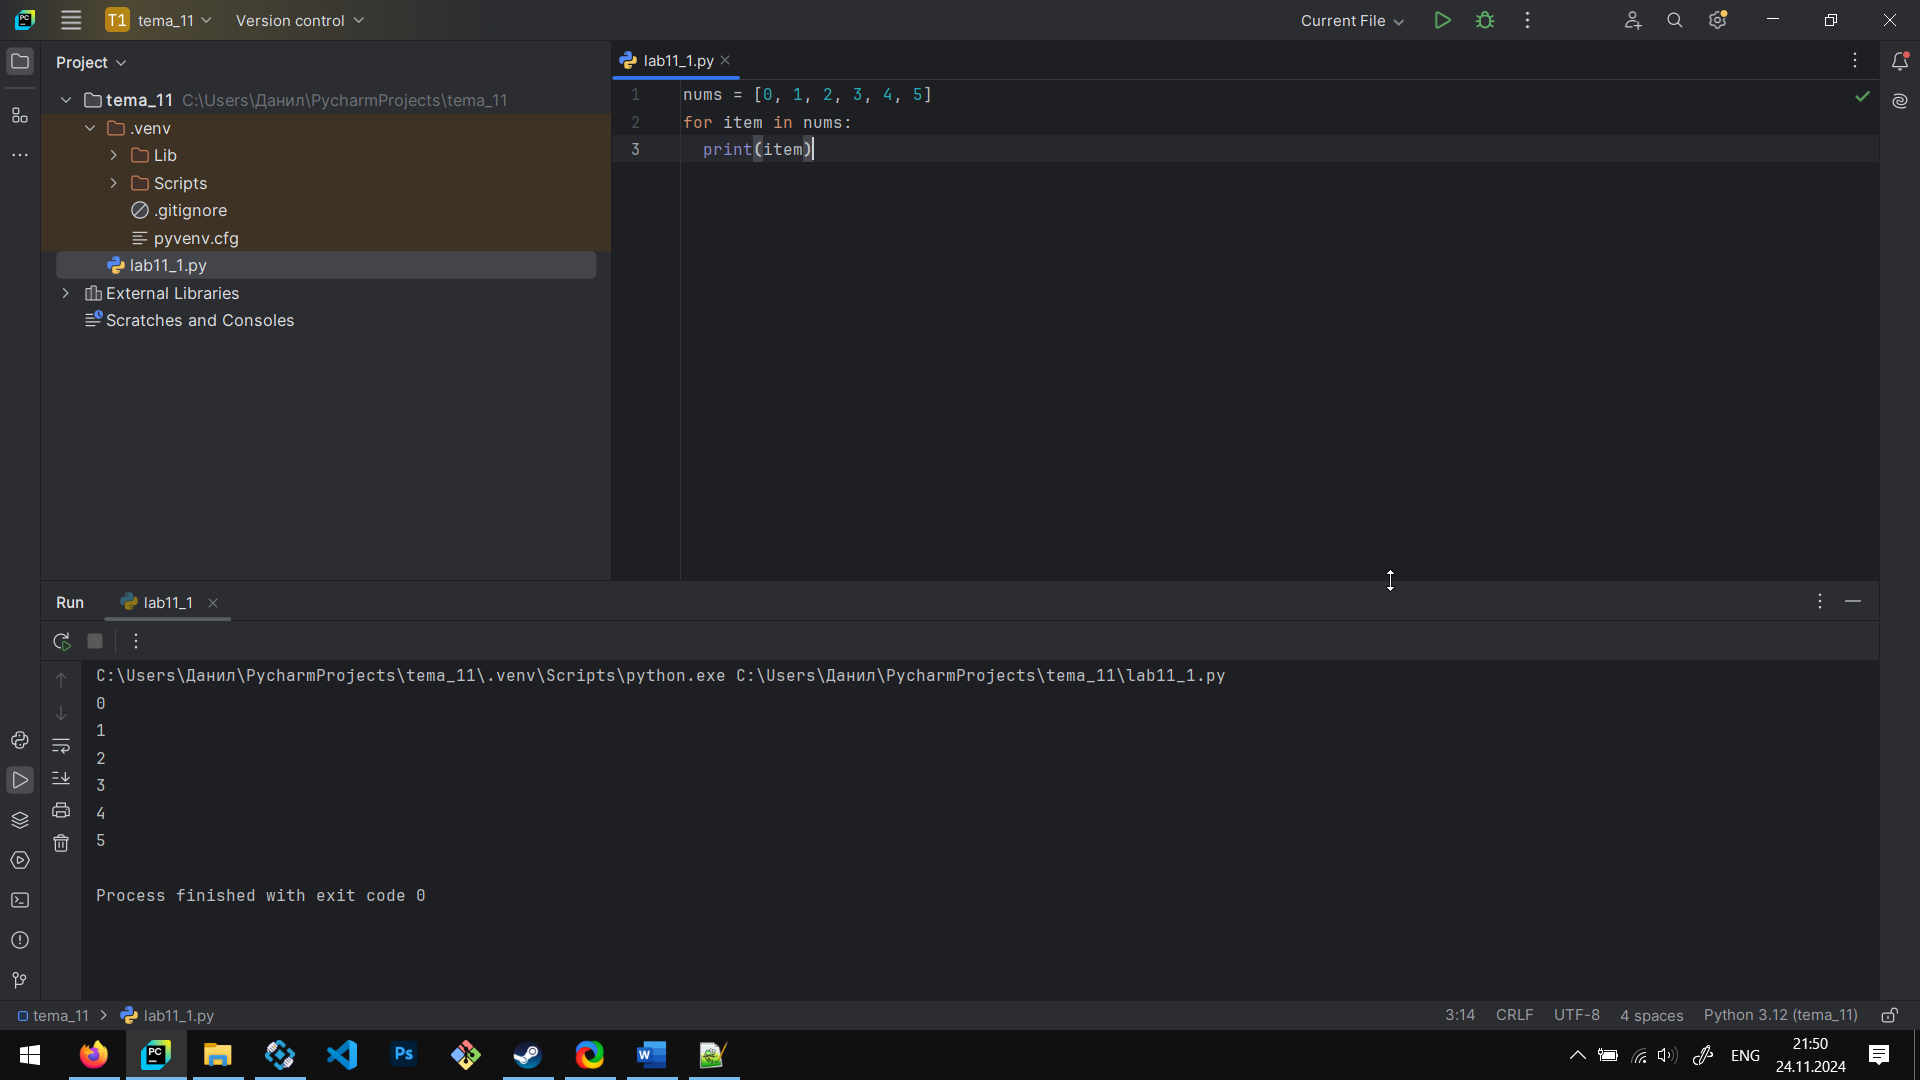 PC T1 tema_11 Version control Current File
Project
lab11_1.py
tema_11 C:\Users\Данил\PycharmProjects\tema_11
.venv
Lib
Scripts
.gitignore
pyvenv.cfg
lab11_1.py
External Libraries
Scratches and Consoles
1 nums = [0, 1, 2, 3, 4, 5]
2 for item in nums:
3 print(item)
Run lab11_1
C:\Users\Данил\PycharmProjects\tema_11\.venv\Scripts\python.exe C:\Users\Данил\PycharmProjects\tema_11\lab11_1.py
0
1
2
3
4
5
Process finished with exit code 0
tema_11 lab11_1.py 3:14 CRLF UTF-8 4 spaces Python 3.12 (tema_11)
PC Ps W ENG 21:50
24.11.2024